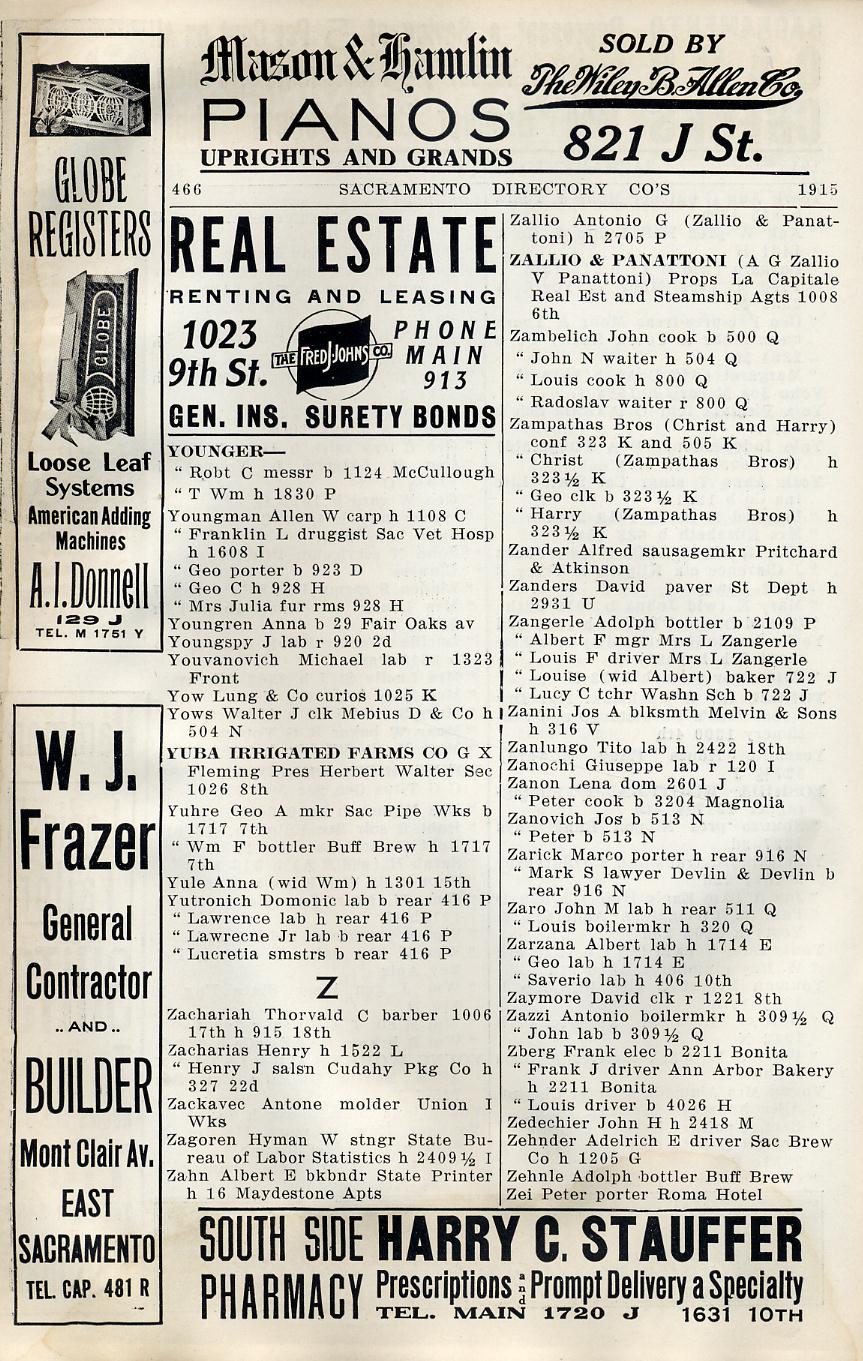 GLOBE
REGISTERS
GLOBE
Loose Leaf
Systems
American Adding
Machines
A.I. Donnell
129 J
TEL. M 1751 Y
W. J.
Frazer
General
Contractor
.. AND ..
BUILDER
Mont Clair Av.
EAST
SACRAMENTO
TEL. CAP. 481 R
Mason & Hamlin
PIANOS
UPRIGHTS AND GRANDS
SOLD BY
The Wiley B. Allen Co.
821 J St.
466 SACRAMENTO DIRECTORY CO'S 1915
REAL ESTATE
RENTING AND LEASING
1023
9th St.
THE FRED J. JOHNS CO.
PHONE
MAIN
913
GEN. INS. SURETY BONDS
YOUNGER—
“ Robt C messr b 1124 McCullough
“ T Wm h 1830 P
Youngman Allen W carp h 1108 C
“ Franklin L druggist Sac Vet Hosp
h 1608 I
“ Geo porter b 923 D
“ Geo C h 928 H
“ Mrs Julia fur rms 928 H
Youngren Anna b 29 Fair Oaks av
Youngspy J lab r 920 2d
Youvanovich Michael lab r 1323
Front
Yow Lung & Co curios 1025 K
Yows Walter J clk Mebius D & Co h
504 N
YUBA IRRIGATED FARMS CO G X
Fleming Pres Herbert Walter Sec
1026 8th
Yuhre Geo A mkr Sac Pipe Wks b
1717 7th
“ Wm F bottler Buff Brew h 1717
7th
Yule Anna (wid Wm) h 1301 15th
Yutronich Domonic lab b rear 416 P
“ Lawrence lab h rear 416 P
“ Lawrecne Jr lab b rear 416 P
“ Lucretia smstrs b rear 416 P
Z
Zachariah Thorvald C barber 1006
17th h 915 18th
Zacharias Henry h 1522 L
“ Henry J salsn Cudahy Pkg Co h
327 22d
Zackavec Antone molder Union I
Wks
Zagoren Hyman W stngr State Bu-
reau of Labor Statistics h 2409½ I
Zahn Albert E bkbndr State Printer
h 16 Maydestone Apts
Zallio Antonio G (Zallio & Panat-
toni) h 2705 P
ZALLIO & PANATTONI (A G Zallio
V Panattoni) Props La Capitale
Real Est and Steamship Agts 1008
6th
Zambelich John cook b 500 Q
“ John N waiter h 504 Q
“ Louis cook h 800 Q
“ Radoslav waiter r 800 Q
Zampathas Bros (Christ and Harry)
conf 323 K and 505 K
“ Christ (Zampathas Bros) h
323½ K
“ Geo clk b 323½ K
“ Harry (Zampathas Bros) h
323½ K
Zander Alfred sausagemkr Pritchard
& Atkinson
Zanders David paver St Dept h
2931 U
Zangerle Adolph bottler b 2109 P
“ Albert F mgr Mrs L Zangerle
“ Louis F driver Mrs L Zangerle
“ Louise (wid Albert) baker 722 J
“ Lucy C tchr Washn Sch b 722 J
Zanini Jos A blksmth Melvin & Sons
h 316 V
Zanlungo Tito lab h 2422 18th
Zanochi Giuseppe lab r 120 I
Zanon Lena dom 2601 J
“ Peter cook b 3204 Magnolia
Zanovich Jos b 513 N
“ Peter b 513 N
Zarick Marco porter h rear 916 N
“ Mark S lawyer Devlin & Devlin b
rear 916 N
Zaro John M lab h rear 511 Q
“ Louis boilermkr h 320 Q
Zarzana Albert lab h 1714 E
“ Geo lab h 1714 E
“ Saverio lab h 406 10th
Zaymore David clk r 1221 8th
Zazzi Antonio boilermkr h 309½ Q
“ John lab b 309½ Q
Zberg Frank elec b 2211 Bonita
“ Frank J driver Ann Arbor Bakery
h 2211 Bonita
“ Louis driver b 4026 H
Zedechier John H h 2418 M
Zehnder Adelrich E driver Sac Brew
Co h 1205 G
Zehnle Adolph bottler Buff Brew
Zei Peter porter Roma Hotel
SOUTH SIDE
PHARMACY
HARRY C. STAUFFER
Prescriptions and Prompt Delivery a Specialty
TEL. MAIN 1720 J 1631 10TH